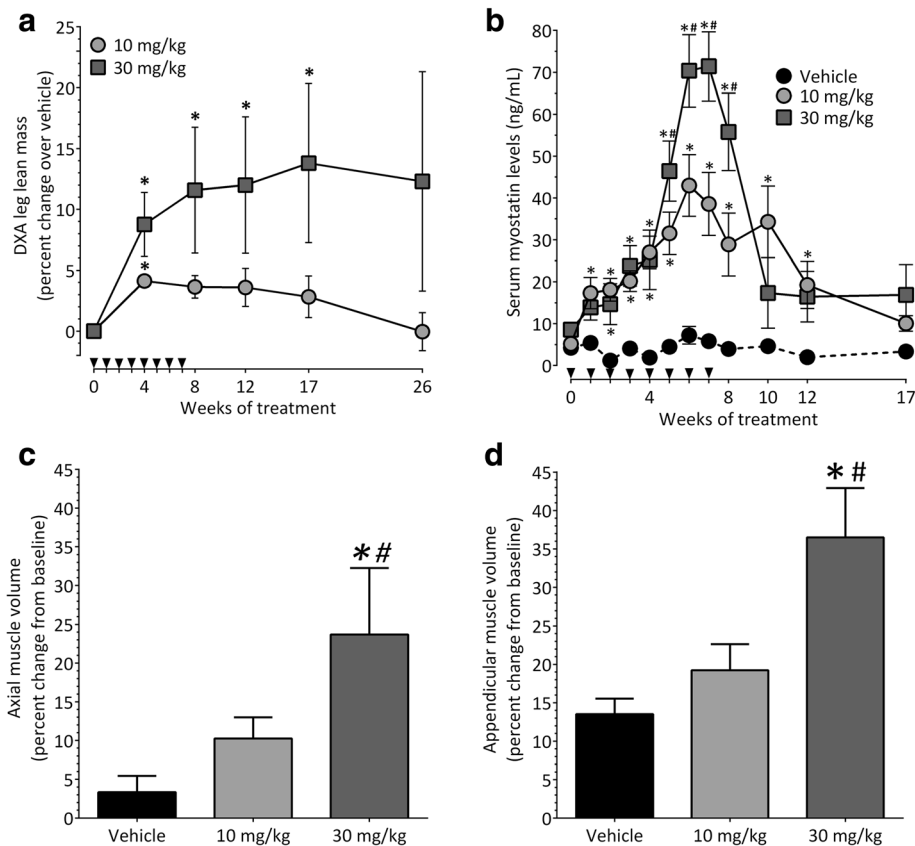 a
DXA leg lean mass
(percent change over vehicle)
25
20
15
10
5
0
10 mg/kg
30 mg/kg
*
*
*
*
*
0 4 8 12 17 26
Weeks of treatment
b
Serum myostatin levels (ng/mL)
80
70
60
50
40
30
20
10
0
Vehicle
10 mg/kg
30 mg/kg
*# *#
*#
*#
*
*
*
*
* * * *
* *
*
*
*
0 4 8 10 12 17
Weeks of treatment
c
Axial muscle volume
(percent change from baseline)
45
40
35
30
25
20
15
10
5
0
*#
Vehicle 10 mg/kg 30 mg/kg
d
Appendicular muscle volume
(percent change from baseline)
45
40
35
30
25
20
15
10
5
0
*#
Vehicle 10 mg/kg 30 mg/kg